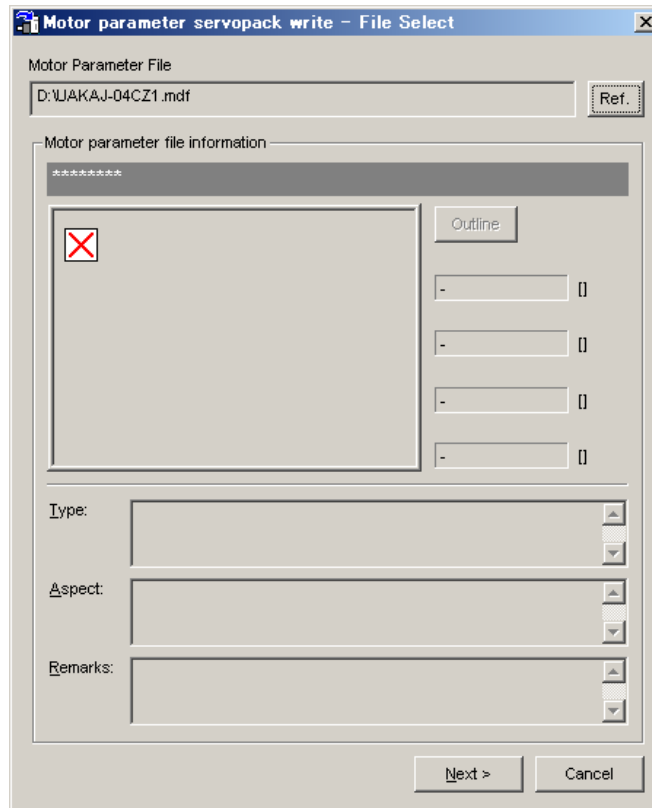 Motor parameter servopack write - File Select
Motor Parameter File
D:\UAKAJ-04CZ1.mdf
Ref.
Motor parameter file information
********
Outline
- []
- []
- []
- []
Type:
Aspect:
Remarks:
Next >
Cancel